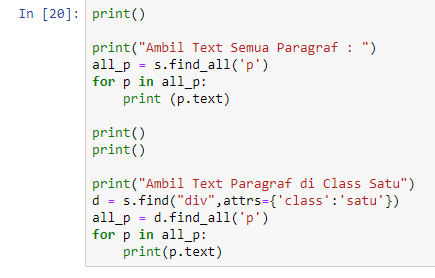 In [20]: print()

print("Ambil Text Semua Paragraf : ")
all_p = s.find_all('p')
for p in all_p:
    print (p.text)

print()
print()

print("Ambil Text Paragraf di Class Satu")
d = s.find("div",attrs={'class':'satu'})
all_p = d.find_all('p')
for p in all_p:
    print(p.text)